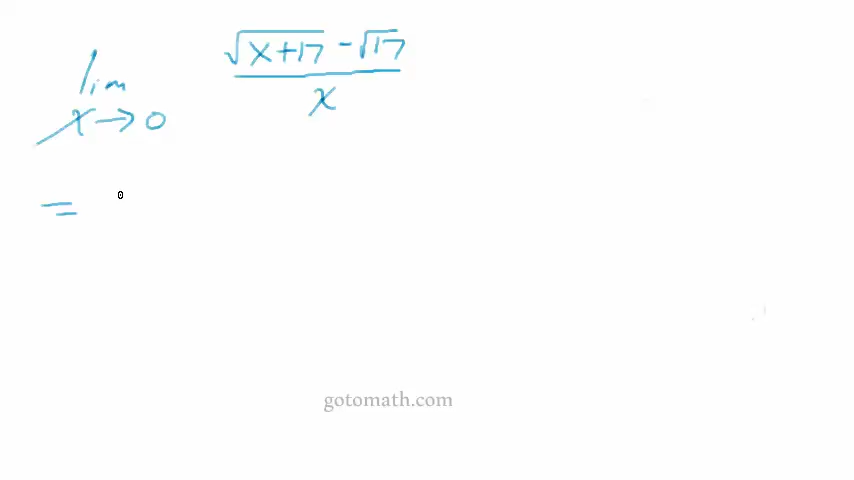 √x+17 - √17
lim
x
x→0
=
gotomath.com